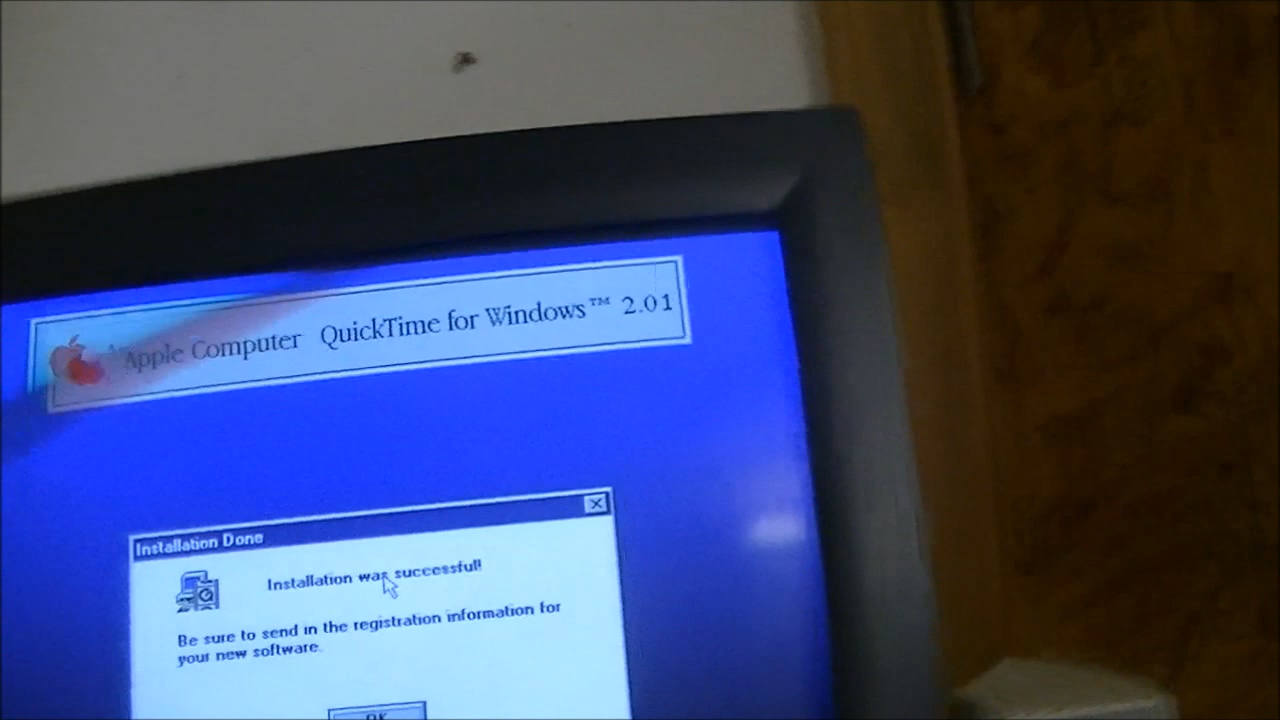 Apple Computer QuickTime for Windows™ 2.01
Installation Done
Installation was successful!
Be sure to send in the registration information for
your new software.
OK